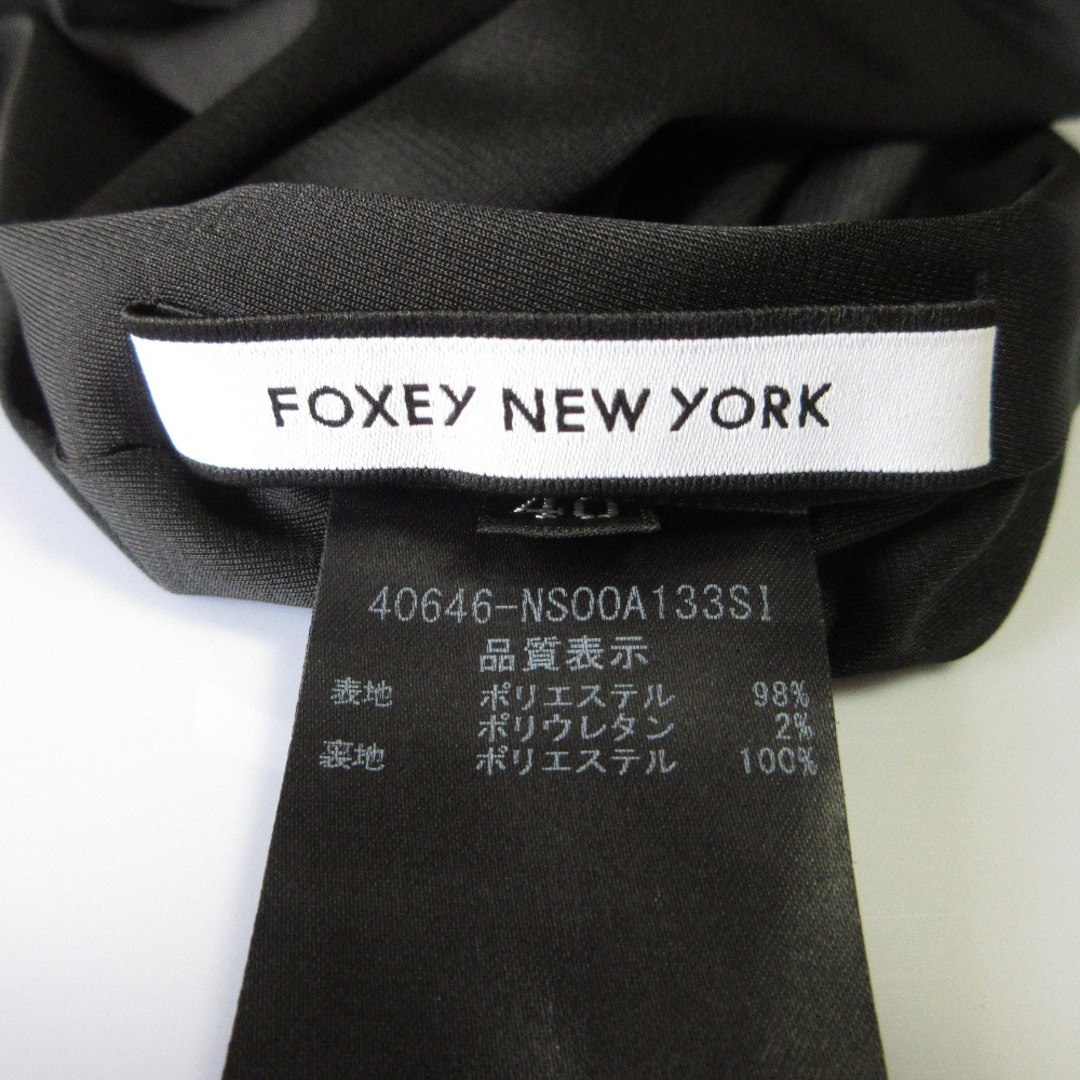 FOXEY NEW YORK
40
40646-NS00A133SI
品質表示
表地 ポリエステル 98%
ポリウレタン 2%
裏地 ポリエステル 100%